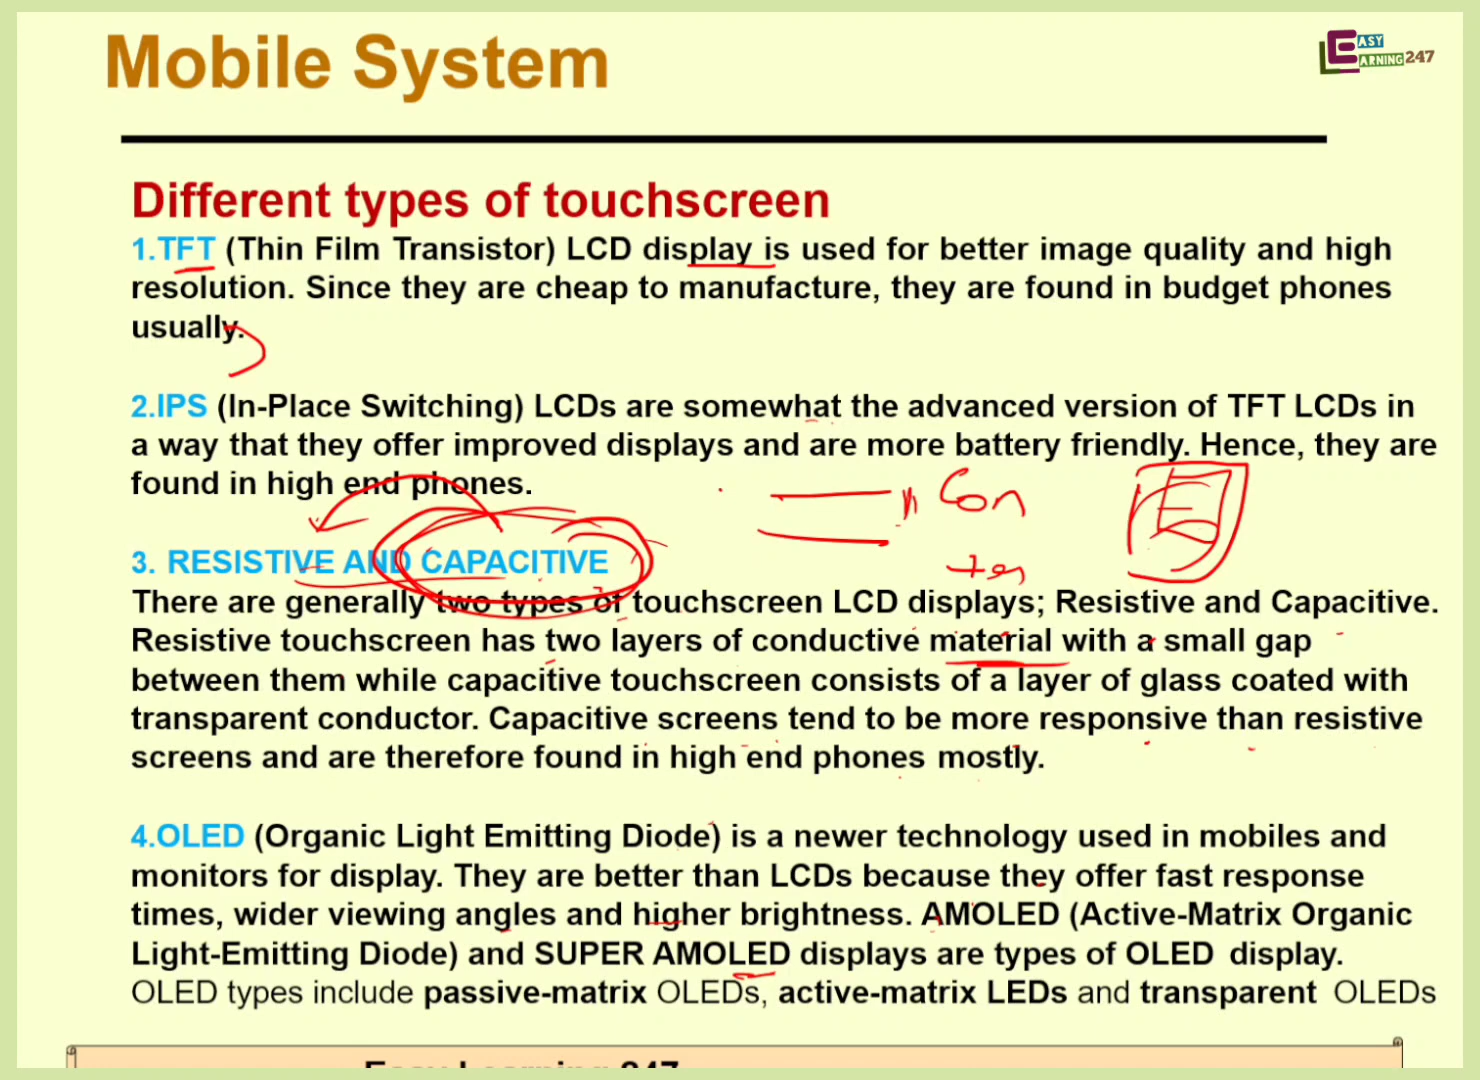 Mobile System
EASY
LEARNING 247
Different types of touchscreen
1.TFT (Thin Film Transistor) LCD display is used for better image quality and high
resolution. Since they are cheap to manufacture, they are found in budget phones
usually.
2.IPS (In-Place Switching) LCDs are somewhat the advanced version of TFT LCDs in
a way that they offer improved displays and are more battery friendly. Hence, they are
found in high end phones.
Con
E
3. RESISTIVE AND CAPACITIVE
There are generally two types of touchscreen LCD displays; Resistive and Capacitive.
Resistive touchscreen has two layers of conductive material with a small gap
between them while capacitive touchscreen consists of a layer of glass coated with
transparent conductor. Capacitive screens tend to be more responsive than resistive
screens and are therefore found in high end phones mostly.
4.OLED (Organic Light Emitting Diode) is a newer technology used in mobiles and
monitors for display. They are better than LCDs because they offer fast response
times, wider viewing angles and higher brightness. AMOLED (Active-Matrix Organic
Light-Emitting Diode) and SUPER AMOLED displays are types of OLED display.
OLED types include passive-matrix OLEDs, active-matrix LEDs and transparent OLEDs
Easy Learning 247